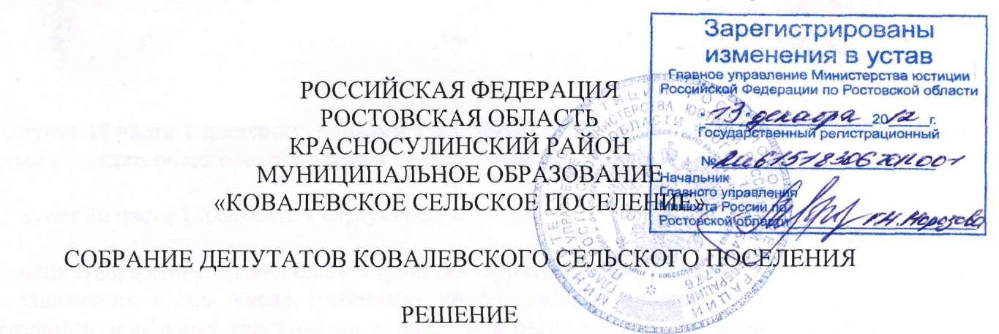 Зарегистрированы
изменения в устав
Главное управление Министерства юстиции
Российской Федерации по Ростовской области
"13" декабря 2012 г.
Государственный регистрационный
№
Начальник
Главного управления
Минюста России по
Ростовской области
РОССИЙСКАЯ ФЕДЕРАЦИЯ
РОСТОВСКАЯ ОБЛАСТЬ
КРАСНОСУЛИНСКИЙ РАЙОН
МУНИЦИПАЛЬНОЕ ОБРАЗОВАНИЕ
«КОВАЛЕВСКОЕ СЕЛЬСКОЕ ПОСЕЛЕНИЕ»
СОБРАНИЕ ДЕПУТАТОВ КОВАЛЕВСКОГО СЕЛЬСКОГО ПОСЕЛЕНИЯ
РЕШЕНИЕ